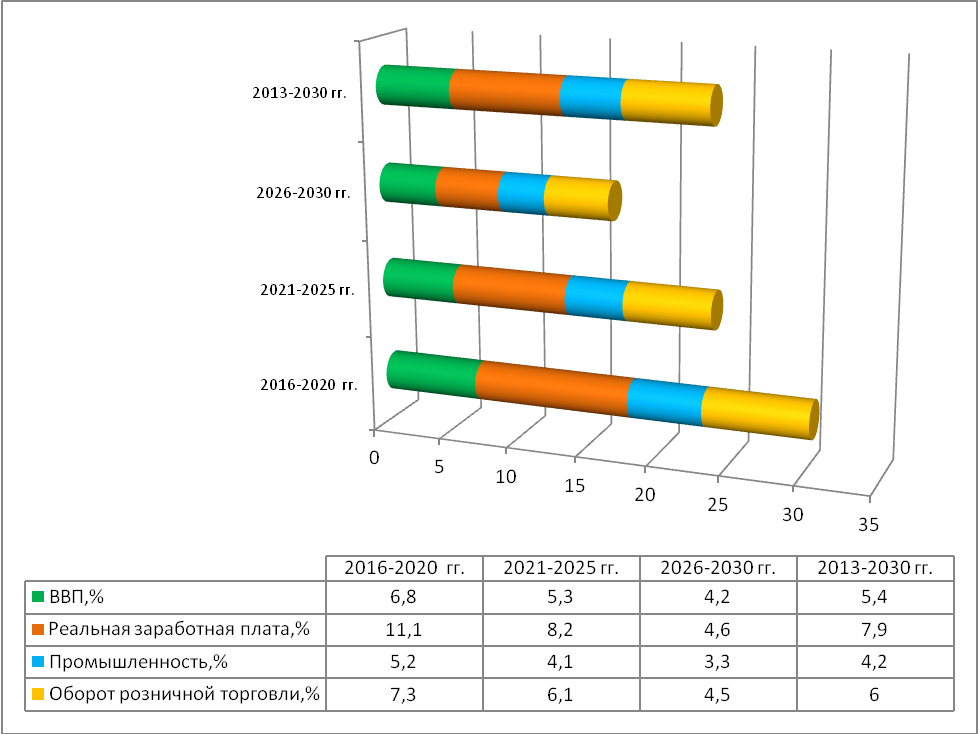 2013-2030 гг.
2026-2030 гг.
2021-2025 гг.
2016-2020 гг.
0 5 10 15 20 25 30 35
2016-2020 гг. 2021-2025 гг. 2026-2030 гг. 2013-2030 гг.
ВВП,% 6,8 5,3 4,2 5,4
Реальная заработная плата,% 11,1 8,2 4,6 7,9
Промышленность,% 5,2 4,1 3,3 4,2
Оборот розничной торговли,% 7,3 6,1 4,5 6